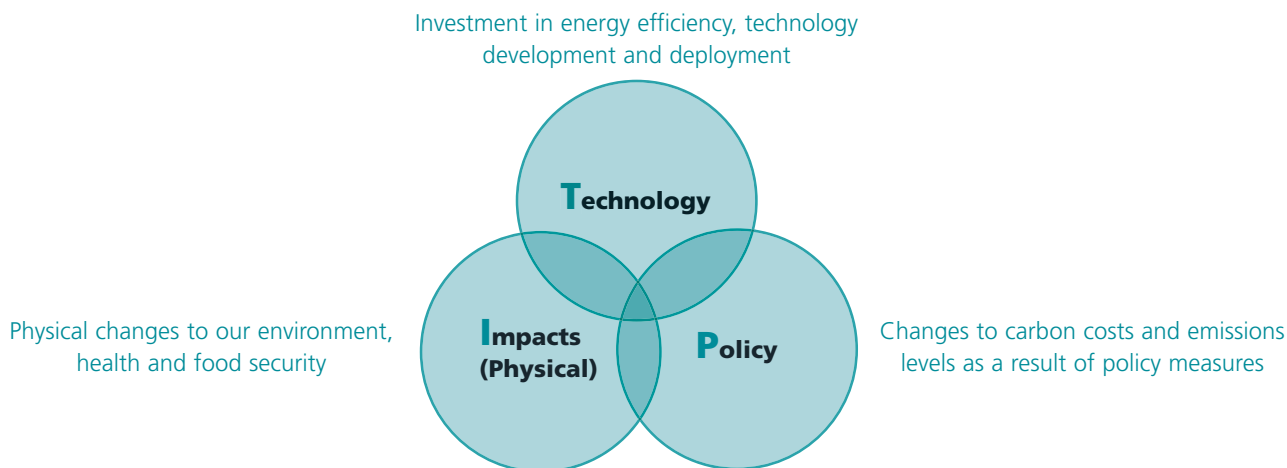 Investment in energy efficiency, technology
development and deployment
Technology
Physical changes to our environment,
health and food security
Impacts
(Physical)
Policy
Changes to carbon costs and emissions
levels as a result of policy measures